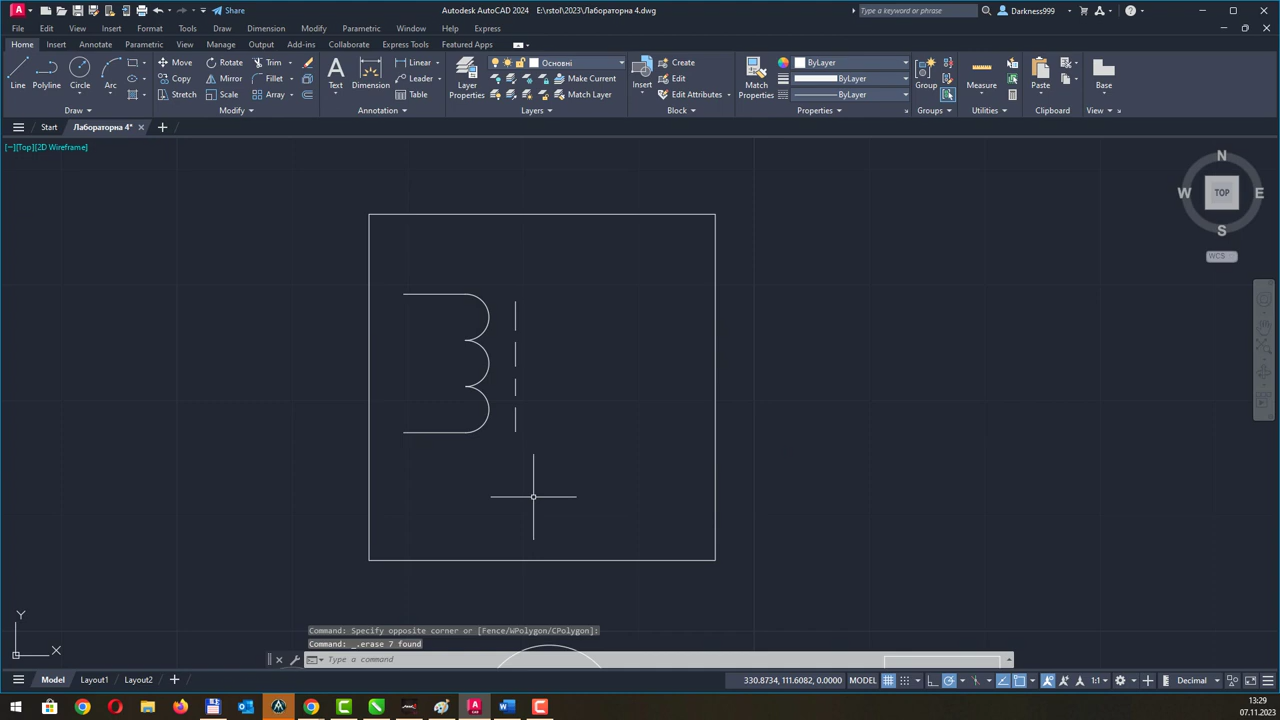 Autodesk AutoCAD 2024 E:\rstol\2023\Лабораторна 4.dwg
Share
Type a keyword or phrase
Darkness999
File Edit View Insert Format Tools Draw Dimension Modify Parametric Window Help Express
Home Insert Annotate Parametric View Manage Output Add-ins Collaborate Express Tools Featured Apps
Line Polyline Circle Arc
Draw
Move Rotate Trim
Copy Mirror Fillet
Stretch Scale Array
Modify
Text Dimension
Linear
Leader
Table
Annotation
Layer
Properties
Основні
Make Current
Match Layer
Layers
Insert
Create
Edit
Edit Attributes
Block
Match
Properties
ByLayer
ByLayer
ByLayer
Properties
Group
Groups
Measure
Utilities
Paste
Clipboard
Base
View
Start Лабораторна 4*
[−][Top][2D Wireframe]
N
W TOP E
S
WCS
Y
X
Command: Specify opposite corner or [Fence/WPolygon/CPolygon]:
Command: _.erase 7 found
Type a command
Model Layout1 Layout2
330.8734, 111.6082, 0.0000 MODEL
1:1
Decimal
13:29
07.11.2023